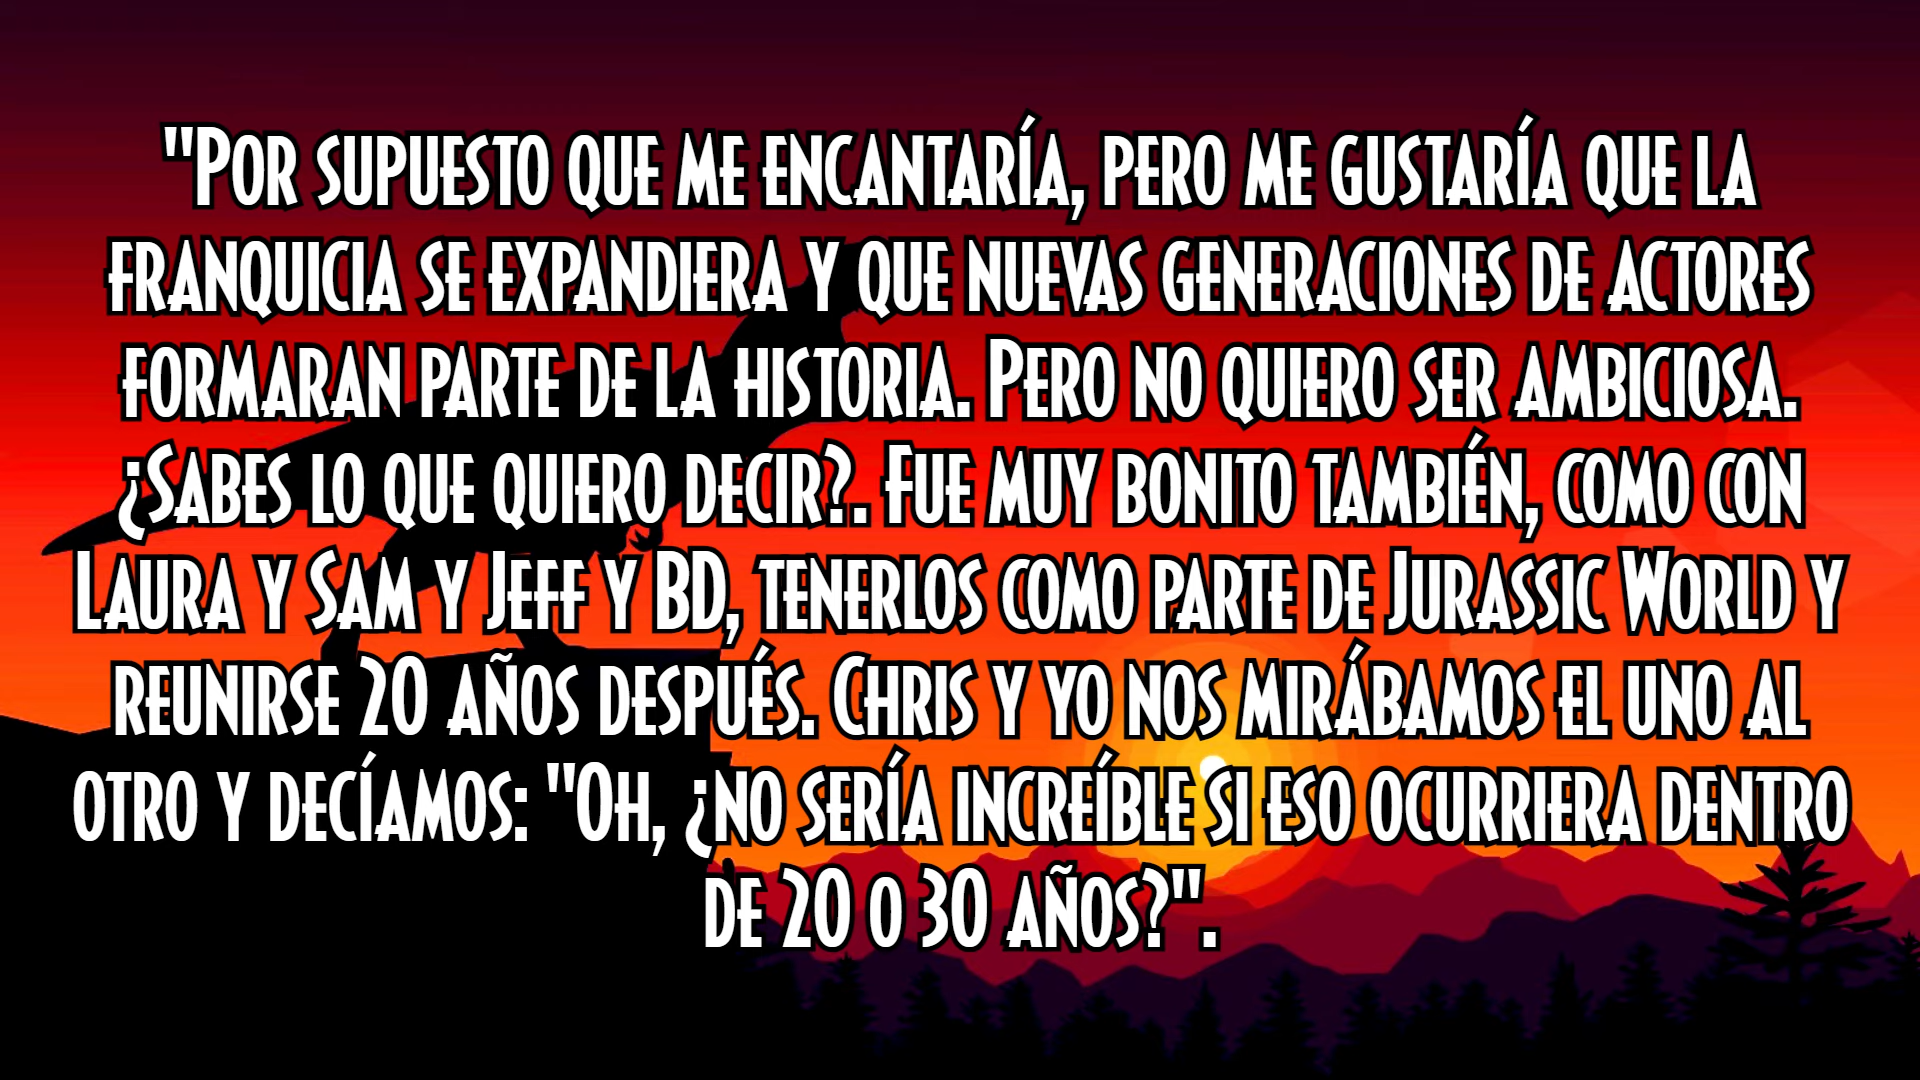 "Por supuesto que me encantaría, pero me gustaría que la
franquicia se expandiera y que nuevas generaciones de actores
formaran parte de la historia. Pero no quiero ser ambiciosa.
¿Sabes lo que quiero decir?. Fue muy bonito también, como con
Laura y Sam y Jeff y BD, tenerlos como parte de Jurassic World y
reunirse 20 años después. Chris y yo nos mirábamos el uno al
otro y decíamos: "Oh, ¿no sería increíble si eso ocurriera dentro
de 20 o 30 años?".